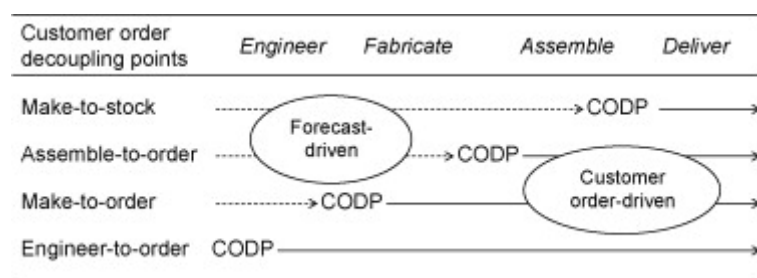 Customer order
decoupling points
Engineer Fabricate Assemble Deliver
Make-to-stock CODP
Forecast-
driven
Assemble-to-order CODP
Customer
order-driven
Make-to-order CODP
Engineer-to-order CODP